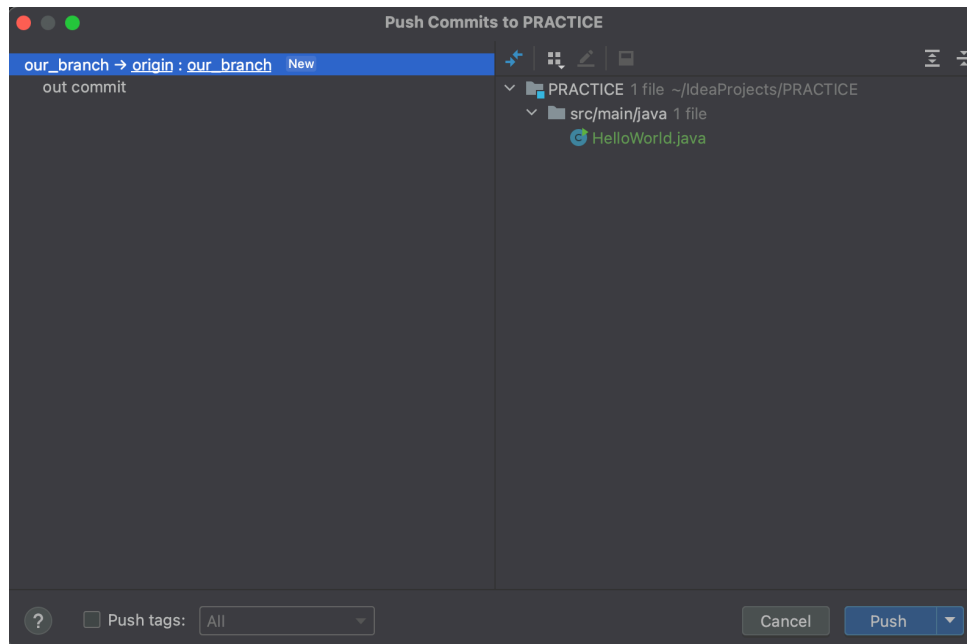 Push Commits to PRACTICE
our_branch → origin : our_branch New
out commit
PRACTICE 1 file ~/IdeaProjects/PRACTICE
src/main/java 1 file
HelloWorld.java
? Push tags: All
Cancel Push